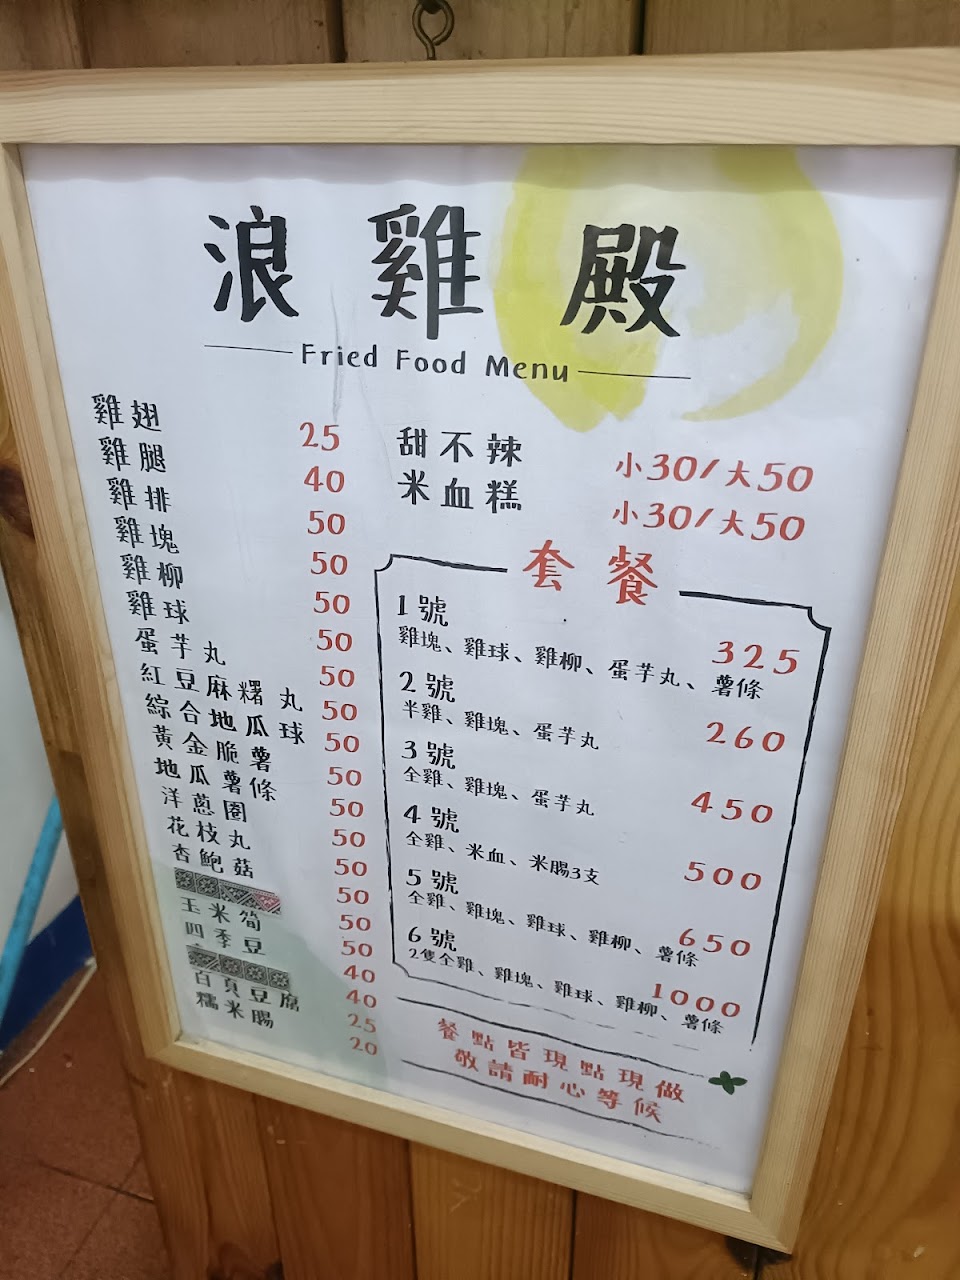 浪雞殿
Fried Food Menu
雞翅 25
雞腿 40
雞排 50
雞塊 50
雞柳 50
雞球 50
蛋芋丸 50
紅豆麻糬丸 50
綜合地瓜球 50
黃金脆薯 50
地瓜薯條 50
洋蔥圈 50
花枝丸 50
杏鮑菇 50
50
玉米筍 50
四季豆 40
40
百頁豆腐 25
糯米腸 20
甜不辣 小30/大50
米血糕 小30/大50
套餐
1號 325
雞塊、雞球、雞柳、蛋芋丸、薯條
2號 260
半雞、雞塊、蛋芋丸
3號 450
全雞、雞塊、蛋芋丸
4號 500
全雞、米血、米腸3支
5號 650
全雞、雞塊、雞球、雞柳、薯條
6號 1000
2隻全雞、雞塊、雞球、雞柳、薯條
餐點皆現點現做
敬請耐心等候